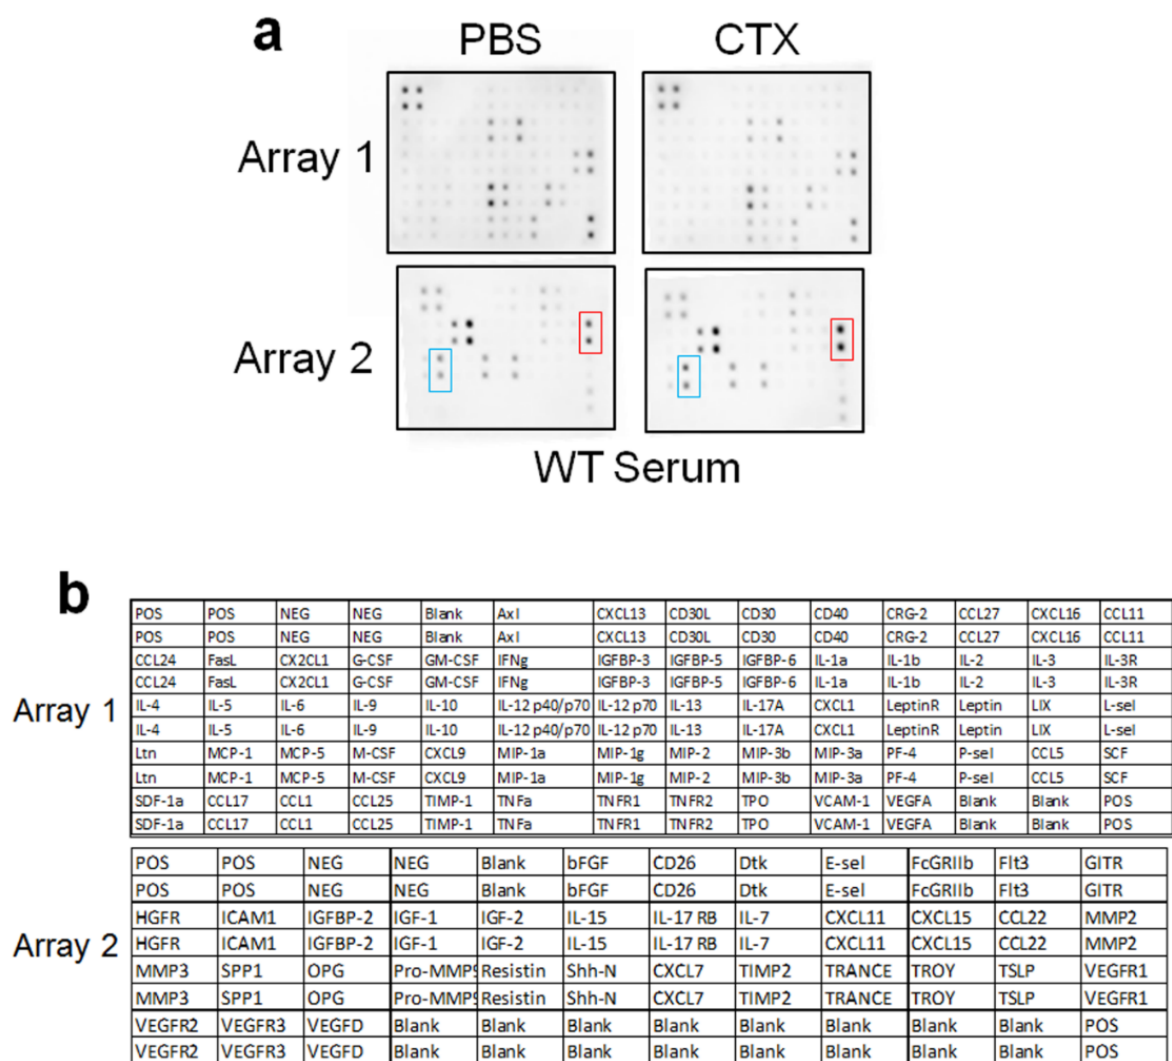 a
PBS CTX
Array 1
Array 2
WT Serum
b
Array 1
POS POS NEG NEG Blank Axl CXCL13 CD30L CD30 CD40 CRG-2 CCL27 CXCL16 CCL11
POS POS NEG NEG Blank Axl CXCL13 CD30L CD30 CD40 CRG-2 CCL27 CXCL16 CCL11
CCL24 FasL CX2CL1 G-CSF GM-CSF IFNg IGFBP-3 IGFBP-5 IGFBP-6 IL-1a IL-1b IL-2 IL-3 IL-3R
CCL24 FasL CX2CL1 G-CSF GM-CSF IFNg IGFBP-3 IGFBP-5 IGFBP-6 IL-1a IL-1b IL-2 IL-3 IL-3R
IL-4 IL-5 IL-6 IL-9 IL-10 IL-12 p40/p70 IL-12 p70 IL-13 IL-17A CXCL1 LeptinR Leptin LIX L-sel
IL-4 IL-5 IL-6 IL-9 IL-10 IL-12 p40/p70 IL-12 p70 IL-13 IL-17A CXCL1 LeptinR Leptin LIX L-sel
Ltn MCP-1 MCP-5 M-CSF CXCL9 MIP-1a MIP-1g MIP-2 MIP-3b MIP-3a PF-4 P-sel CCL5 SCF
Ltn MCP-1 MCP-5 M-CSF CXCL9 MIP-1a MIP-1g MIP-2 MIP-3b MIP-3a PF-4 P-sel CCL5 SCF
SDF-1a CCL17 CCL1 CCL25 TIMP-1 TNFa TNFR1 TNFR2 TPO VCAM-1 VEGFA Blank Blank POS
SDF-1a CCL17 CCL1 CCL25 TIMP-1 TNFa TNFR1 TNFR2 TPO VCAM-1 VEGFA Blank Blank POS
Array 2
POS POS NEG NEG Blank bFGF CD26 Dtk E-sel FcGRIIb Flt3 GITR
POS POS NEG NEG Blank bFGF CD26 Dtk E-sel FcGRIIb Flt3 GITR
HGFR ICAM1 IGFBP-2 IGF-1 IGF-2 IL-15 IL-17 RB IL-7 CXCL11 CXCL15 CCL22 MMP2
HGFR ICAM1 IGFBP-2 IGF-1 IGF-2 IL-15 IL-17 RB IL-7 CXCL11 CXCL15 CCL22 MMP2
MMP3 SPP1 OPG Pro-MMP9 Resistin Shh-N CXCL7 TIMP2 TRANCE TROY TSLP VEGFR1
MMP3 SPP1 OPG Pro-MMP9 Resistin Shh-N CXCL7 TIMP2 TRANCE TROY TSLP VEGFR1
VEGFR2 VEGFR3 VEGFD Blank Blank Blank Blank Blank Blank Blank Blank POS
VEGFR2 VEGFR3 VEGFD Blank Blank Blank Blank Blank Blank Blank Blank POS